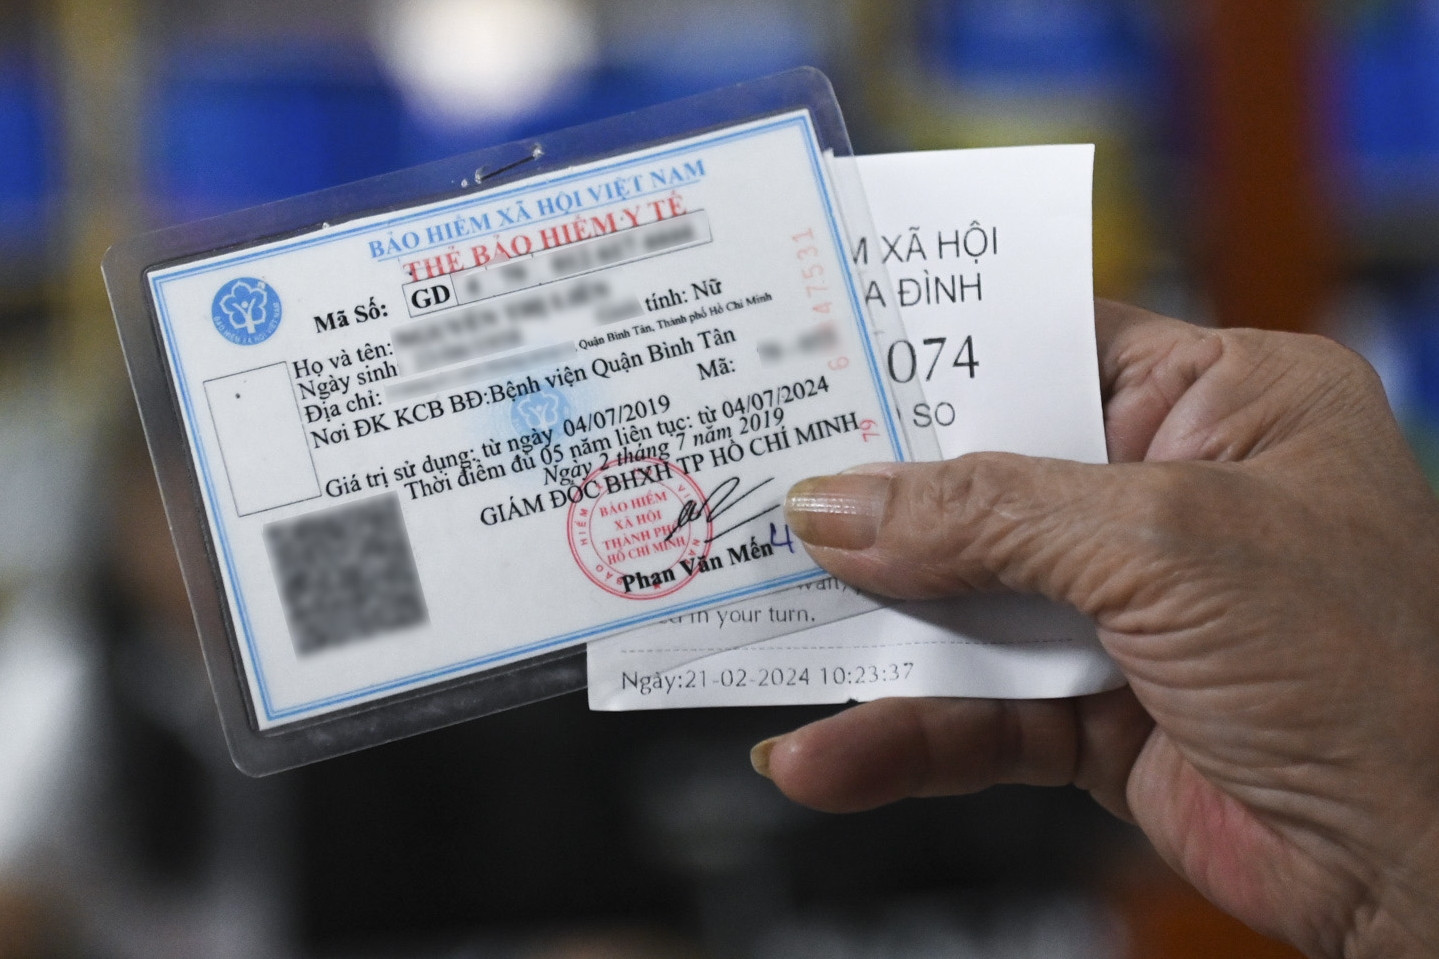 BẢO HIỂM XÃ HỘI VIỆT NAM
THẺ BẢO HIỂM Y TẾ
Mã Số: GD
Họ và tên:
Ngày sinh tính: Nữ
Địa chỉ: , Quận Bình Tân, Thành phố Hồ Chí Minh
Nơi ĐK KCB BĐ:Bệnh viện Quận Bình Tân
Mã:
Giá trị sử dụng: từ ngày 04/07/2019
Thời điểm đủ 05 năm liên tục: từ 04/07/2024
Ngày 2 tháng 7 năm 2019
GIÁM ĐỐC BHXH TP HỒ CHÍ MINH
BẢO HIỂM
XÃ HỘI
THÀNH PHỐ
HỒ CHÍ MINH
Phan Văn Mến
47531
79
XÃ HỘI
A ĐÌNH
074
SO
in your turn.
Ngày:21-02-2024 10:23:37